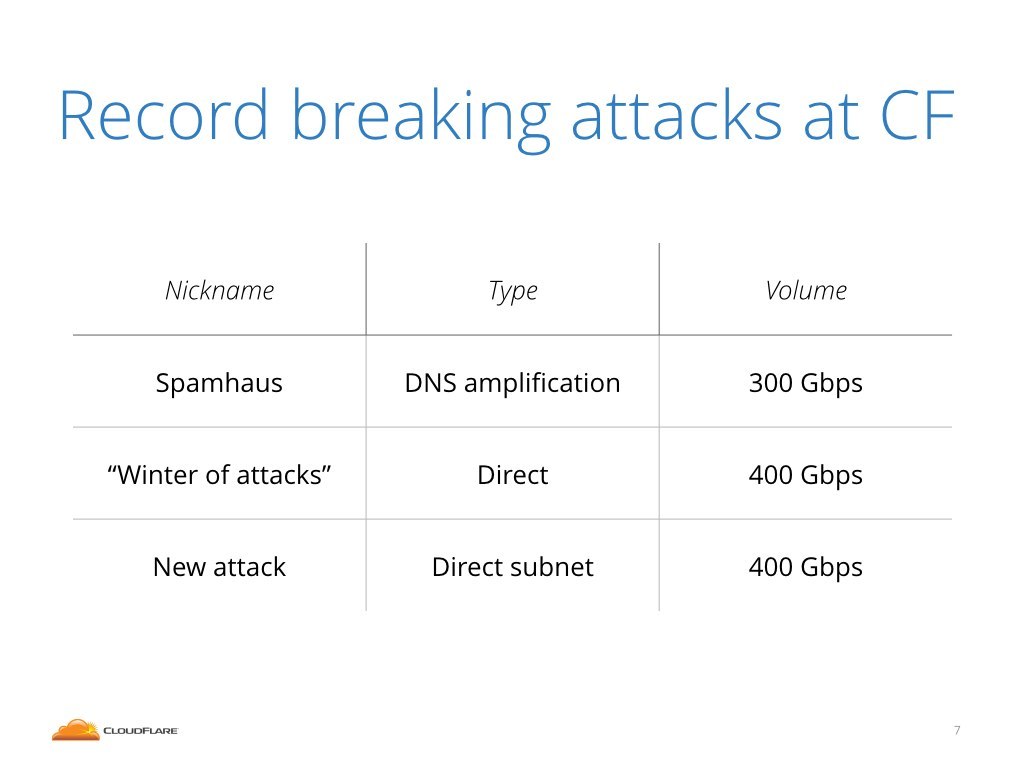 Record breaking attacks at CF
Nickname Type Volume
Spamhaus DNS amplification 300 Gbps
“Winter of attacks” Direct 400 Gbps
New attack Direct subnet 400 Gbps
CLOUDFLARE 7